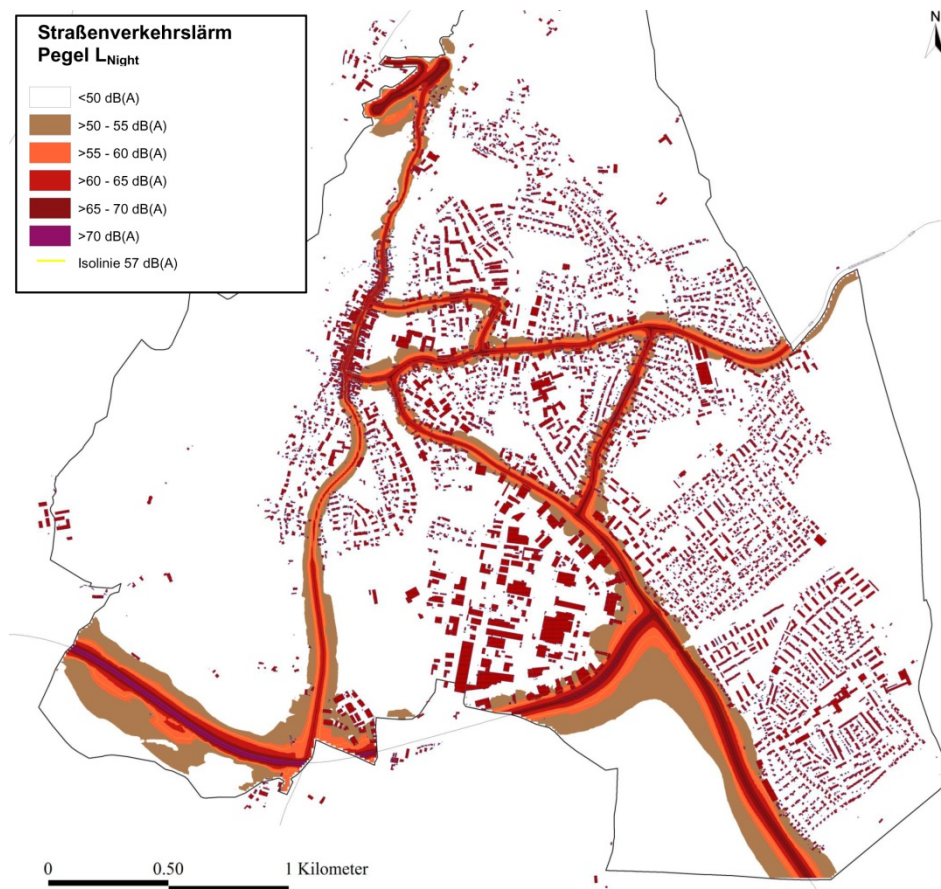 Straßenverkehrslärm
Pegel LNight
<50 dB(A)
>50 - 55 dB(A)
>55 - 60 dB(A)
>60 - 65 dB(A)
>65 - 70 dB(A)
>70 dB(A)
Isolinie 57 dB(A)
N
0 0.50 1 Kilometer